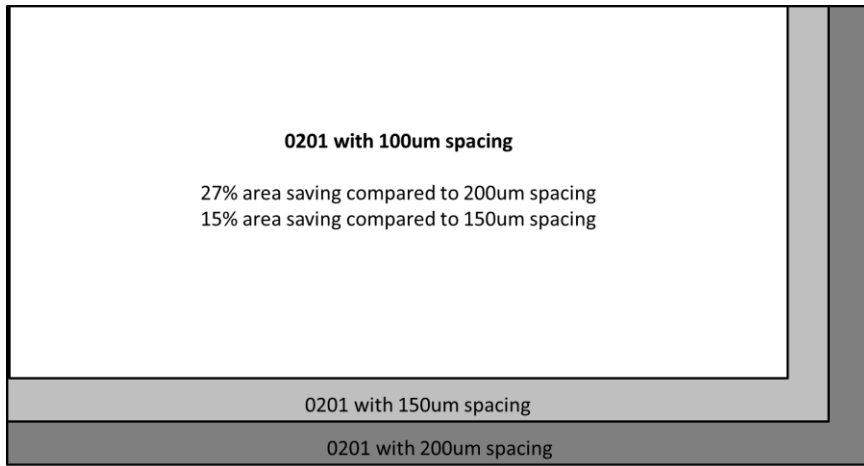 0201 with 100um spacing
27% area saving compared to 200um spacing
15% area saving compared to 150um spacing
0201 with 150um spacing
0201 with 200um spacing